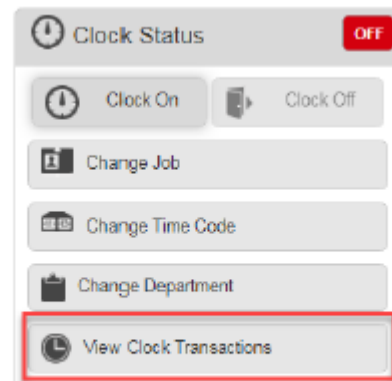 Clock Status OFF
Clock On Clock Off
Change Job
Change Time Code
Change Department
View Clock Transactions